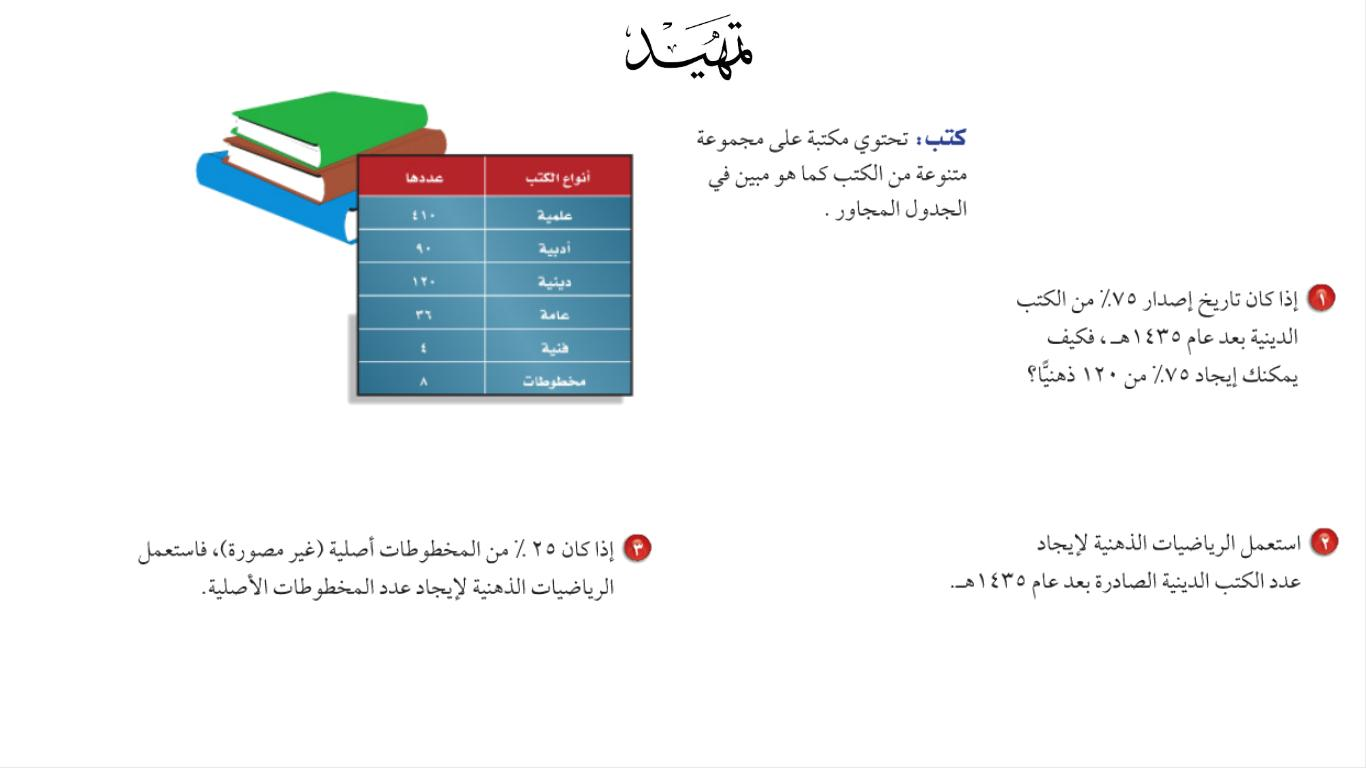 تمهيد
كتب: تحتوي مكتبة على مجموعة
متنوعة من الكتب كما هو مبين في
الجدول المجاور .
أنواع الكتب عددها
علمية ٤١٠
أدبية ٩٠
دينية ١٢٠
عامة ٣٦
فنية ٤
مخطوطات ٨
١ إذا كان تاريخ إصدار ٧٥٪ من الكتب
الدينية بعد عام ١٤٣٥هـ ، فكيف
يمكنك إيجاد ٧٥٪ من ١٢٠ ذهنيًّا؟
٢ استعمل الرياضيات الذهنية لإيجاد
عدد الكتب الدينية الصادرة بعد عام ١٤٣٥هـ.
٣ إذا كان ٢٥ ٪ من المخطوطات أصلية (غير مصورة)، فاستعمل
الرياضيات الذهنية لإيجاد عدد المخطوطات الأصلية.